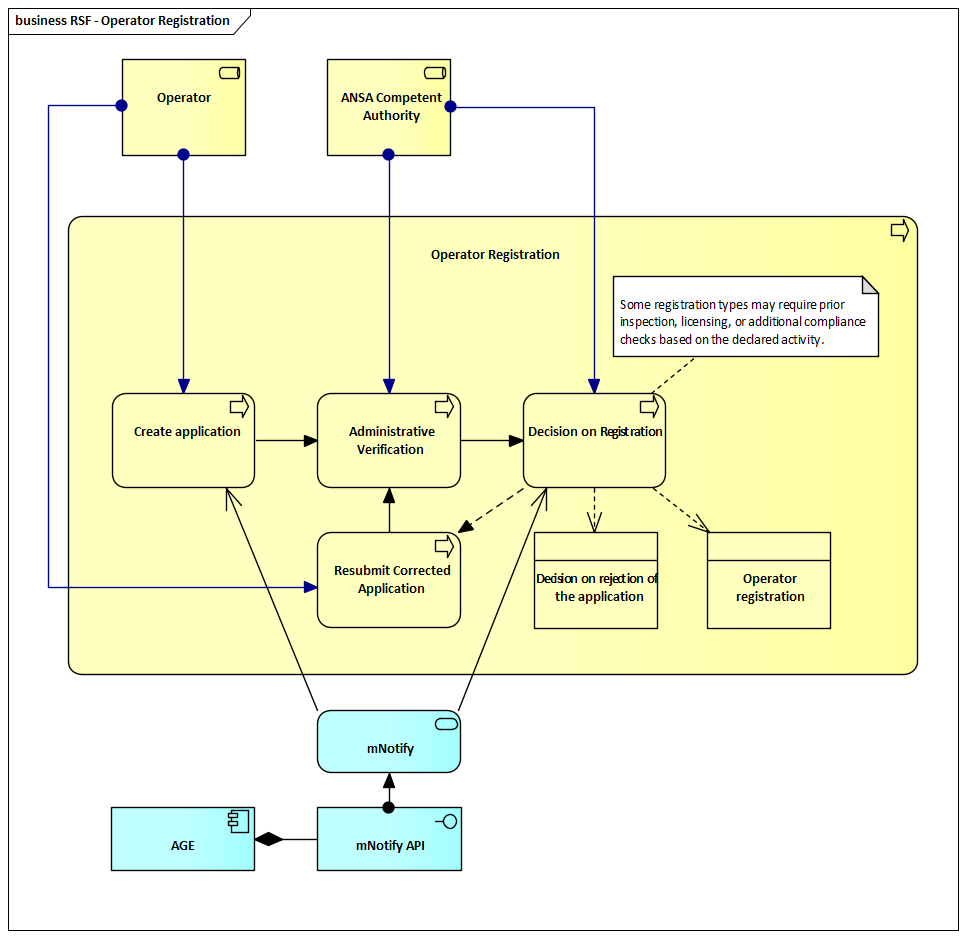 business RSF - Operator Registration
Operator
ANSA Competent
Authority
Operator Registration
Some registration types may require prior
inspection, licensing, or additional compliance
checks based on the declared activity.
Create application
Administrative
Verification
Decision on Registration
Resubmit Corrected
Application
Decision on rejection of
the application
Operator
registration
mNotify
AGE
mNotify API